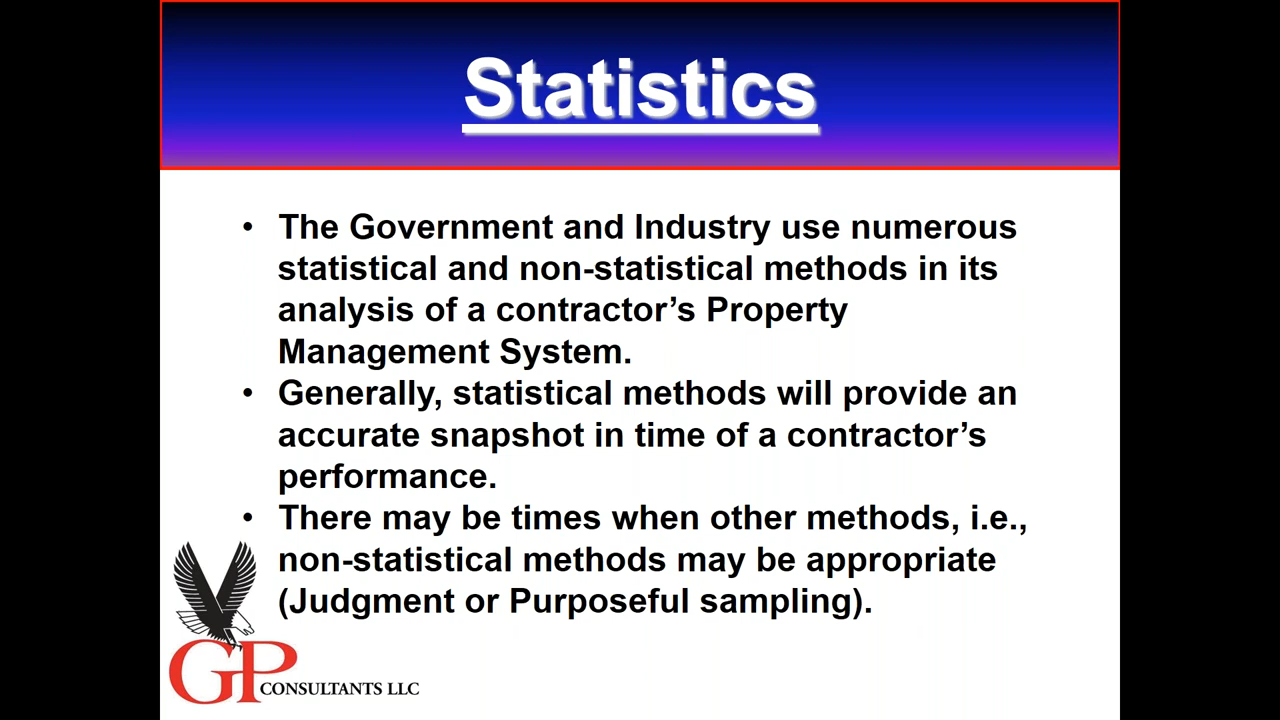 Statistics
• The Government and Industry use numerous
statistical and non-statistical methods in its
analysis of a contractor’s Property
Management System.
• Generally, statistical methods will provide an
accurate snapshot in time of a contractor’s
performance.
• There may be times when other methods, i.e.,
non-statistical methods may be appropriate
(Judgment or Purposeful sampling).
GP CONSULTANTS LLC